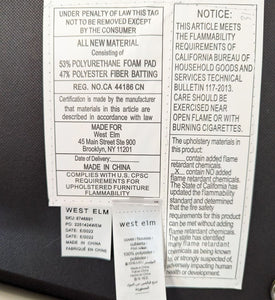 UNDER PENALTY OF LAW THIS TAG
NOT TO BE REMOVED EXCEPT
BY THE CONSUMER
ALL NEW MATERIAL
Consisting of
53% POLYURETHANE FOAM PAD
47% POLYESTER FIBER BATTING
REG. NO.CA 44186 CN
Certification is made by the
manufacturer that materials in this article
are described in accordance with law
MADE FOR
West Elm
45 Main Street Ste 900
Brooklyn, NY 11201
Date of Delivery:
MADE IN CHINA
COMPLIES WITH U.S. CPSC
REQUIREMENTS FOR
UPHOLSTERED FURNITURE
FLAMMABILITY
NOTICE:
THIS ARTICLE MEETS THE
FLAMMABILITY
REQUIREMENTS OF
CALIFORNIA BUREAU OF
HOUSEHOLD GOODS AND
SERVICES TECHNICAL
BULLETIN 117-2013.
CARE SHOULD BE
EXERCISED NEAR
OPEN FLAME OR WITH
BURNING CIGARETTES.
The upholstery materials in
this product:
contain added flame
retardant chemicals.
X contain NO added
flame retardant chemicals.
The State of California has
updated the flammability
standard and determined
that the fire safety
requirements for this product
can be met without adding
flame retardant chemicals.
The state has identified
many flame retardant
chemicals as being known
to, or strongly suspected of,
adversely impacting human
health or development.
WEST ELM
MADE IN CHINA
west elm